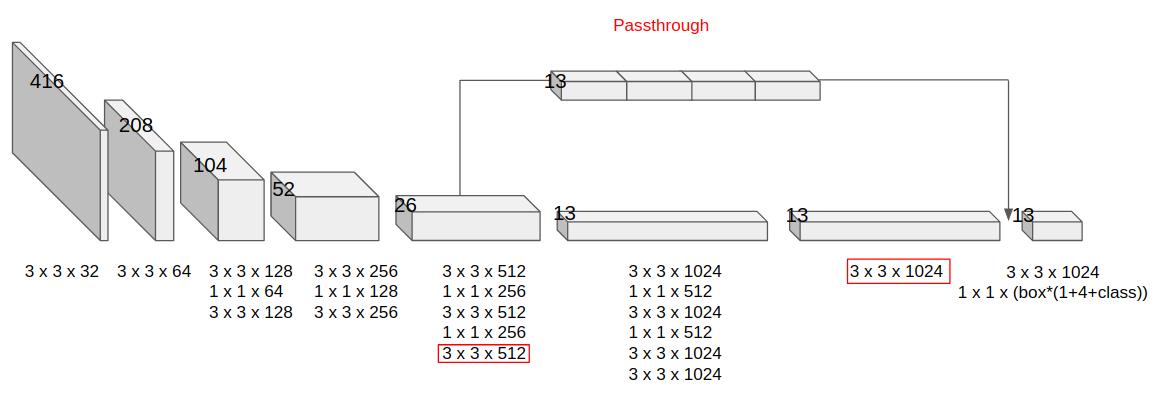 Passthrough
416
13
208
104
52
26
13
13
13
3 x 3 x 32
3 x 3 x 64
3 x 3 x 128
1 x 1 x 64
3 x 3 x 128
3 x 3 x 256
1 x 1 x 128
3 x 3 x 256
3 x 3 x 512
1 x 1 x 256
3 x 3 x 512
1 x 1 x 256
3 x 3 x 512
3 x 3 x 1024
1 x 1 x 512
3 x 3 x 1024
1 x 1 x 512
3 x 3 x 1024
3 x 3 x 1024
3 x 3 x 1024
3 x 3 x 1024
1 x 1 x (box*(1+4+class))